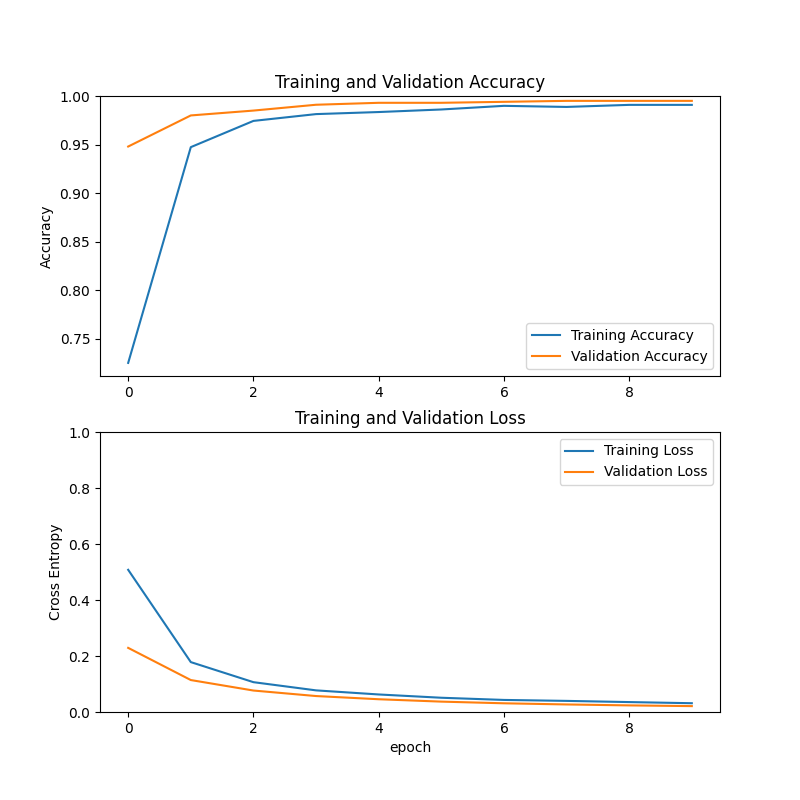 Training and Validation Accuracy
Accuracy
1.00
0.95
0.90
0.85
0.80
0.75
Training Accuracy
Validation Accuracy
0 2 4 6 8
Training and Validation Loss
Cross Entropy
1.0
0.8
0.6
0.4
0.2
0.0
Training Loss
Validation Loss
0 2 4 6 8
epoch